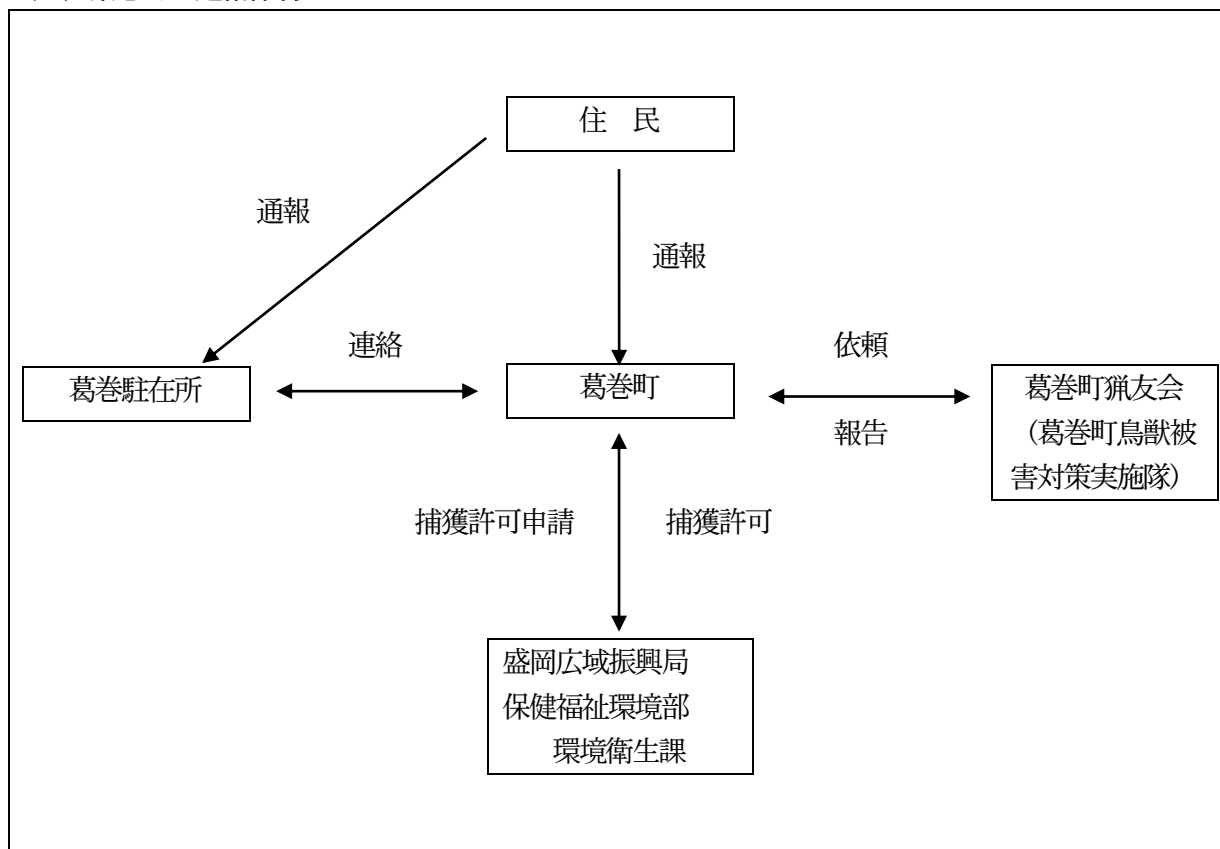 住　民
通報
通報
連絡
依頼
葛巻駐在所
葛巻町
葛巻町猟友会
（葛巻町鳥獣被
害対策実施隊）
報告
捕獲許可申請
捕獲許可
盛岡広域振興局
保健福祉環境部
環境衛生課